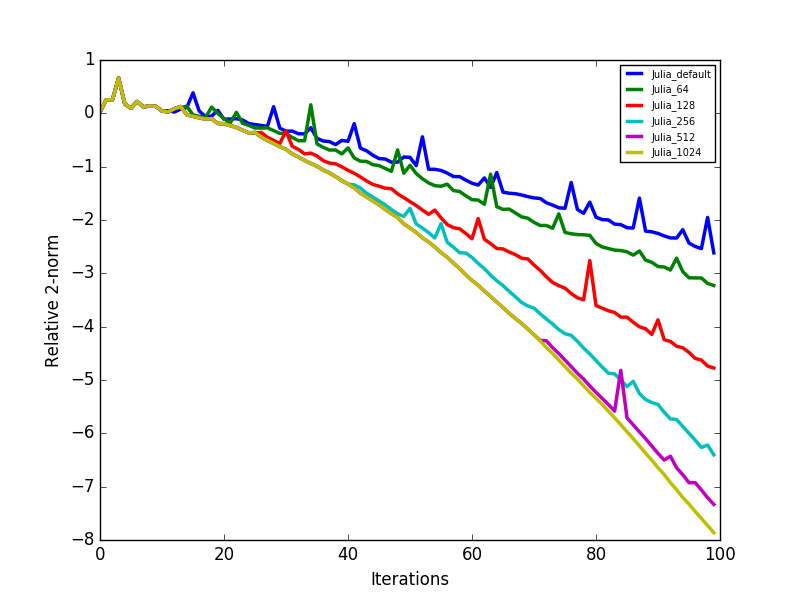 1
0
−1
−2
−3
−4
−5
−6
−7
−8
Relative 2-norm
0 20 40 60 80 100
Iterations
Julia_default
Julia_64
Julia_128
Julia_256
Julia_512
Julia_1024